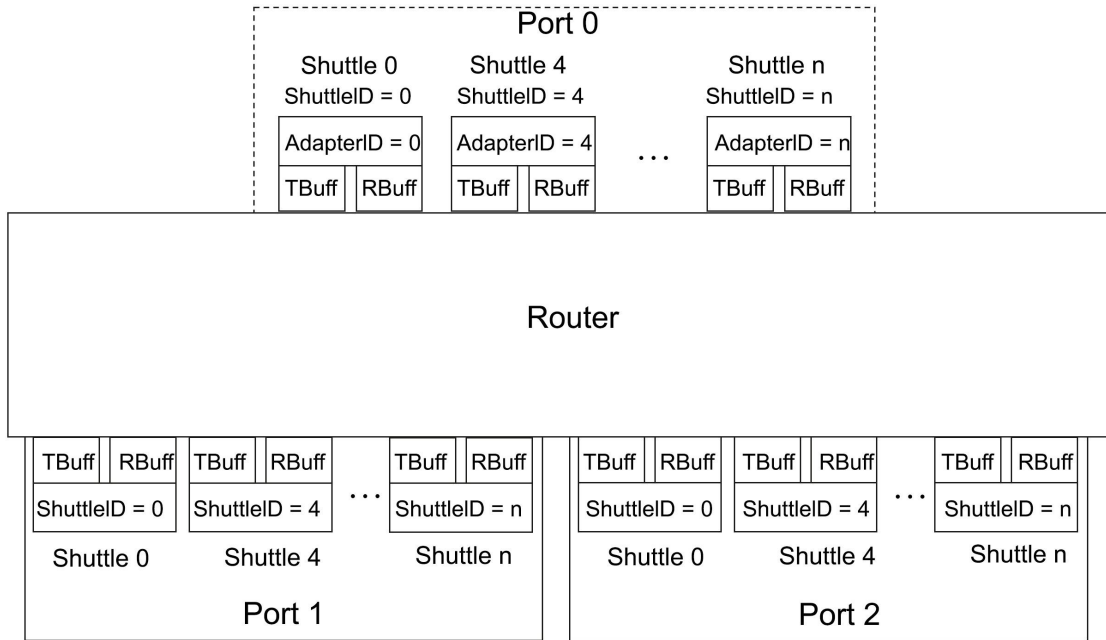 Port 0
Shuttle 0 Shuttle 4 Shuttle n
ShuttleID = 0 ShuttleID = 4 ShuttleID = n
AdapterID = 0 AdapterID = 4 ... AdapterID = n
TBuff RBuff TBuff RBuff TBuff RBuff
Router
TBuff RBuff TBuff RBuff TBuff RBuff TBuff RBuff TBuff RBuff TBuff RBuff
ShuttleID = 0 ShuttleID = 4 ... ShuttleID = n ShuttleID = 0 ShuttleID = 4 ... ShuttleID = n
Shuttle 0 Shuttle 4 Shuttle n Shuttle 0 Shuttle 4 Shuttle n
Port 1 Port 2